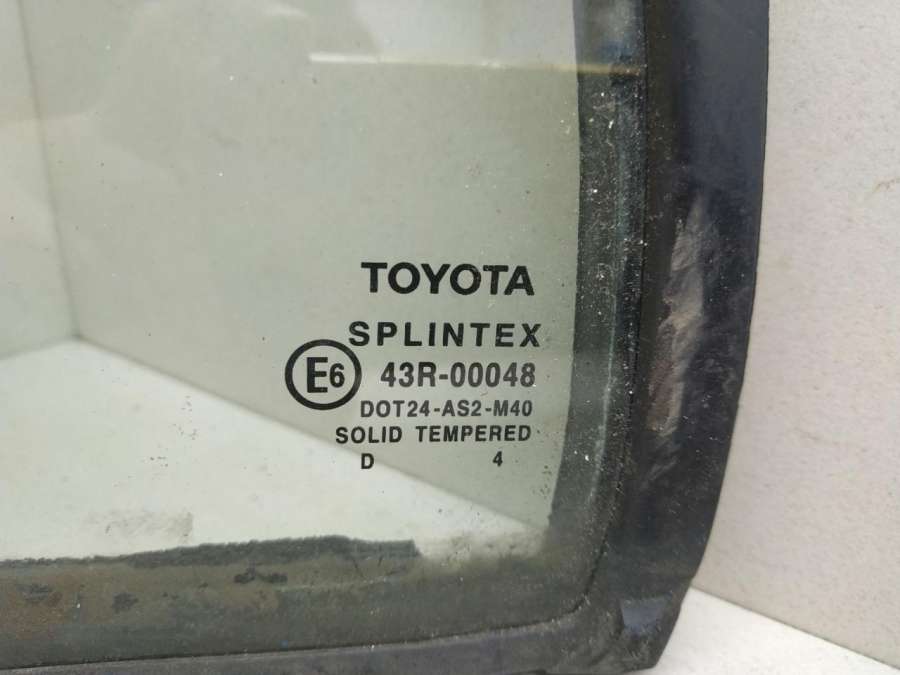 TOYOTA
SPLINTEX
E6 43R-00048
DOT24-AS2-M40
SOLID TEMPERED
D 4